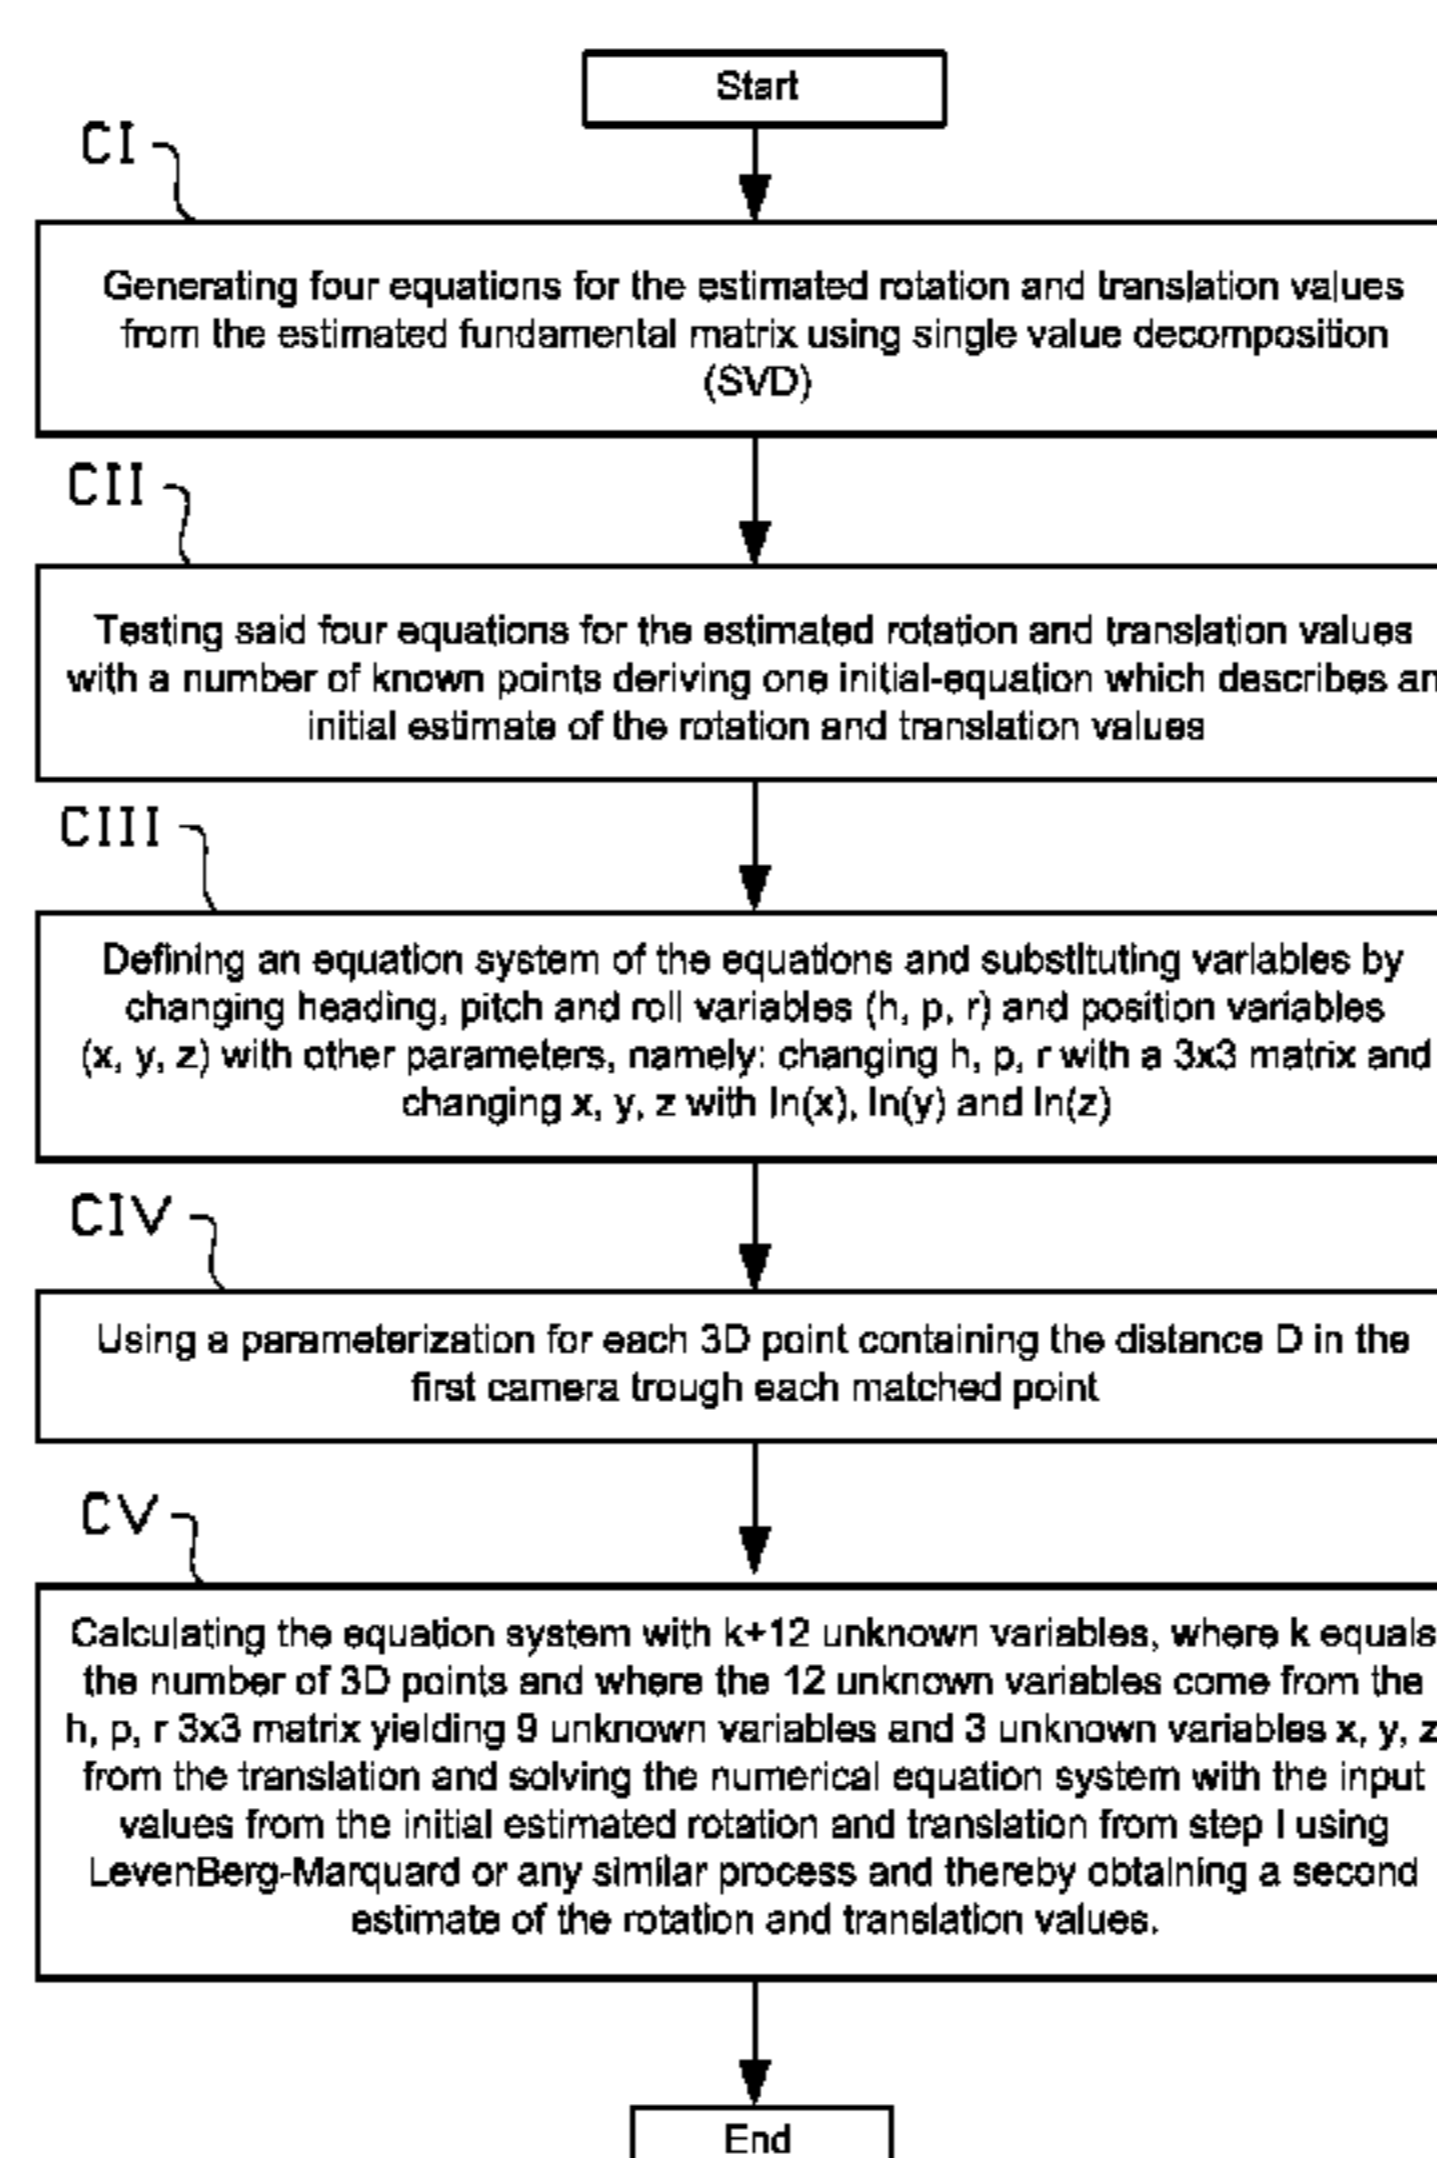 Start
CI
Generating four equations for the estimated rotation and translation values
from the estimated fundamental matrix using single value decomposition
(SVD)
CII
Testing said four equations for the estimated rotation and translation values
with a number of known points deriving one initial-equation which describes an
initial estimate of the rotation and translation values
CIII
Defining an equation system of the equations and substituting variables by
changing heading, pitch and roll variables (h, p, r) and position variables
(x, y, z) with other parameters, namely: changing h, p, r with a 3x3 matrix and
changing x, y, z with ln(x), ln(y) and ln(z)
CIV
Using a parameterization for each 3D point containing the distance D in the
first camera trough each matched point
CV
Calculating the equation system with k+12 unknown variables, where k equals
the number of 3D points and where the 12 unknown variables come from the
h, p, r 3x3 matrix yielding 9 unknown variables and 3 unknown variables x, y, z
from the translation and solving the numerical equation system with the input
values from the initial estimated rotation and translation from step I using
LevenBerg-Marquard or any similar process and thereby obtaining a second
estimate of the rotation and translation values.
End